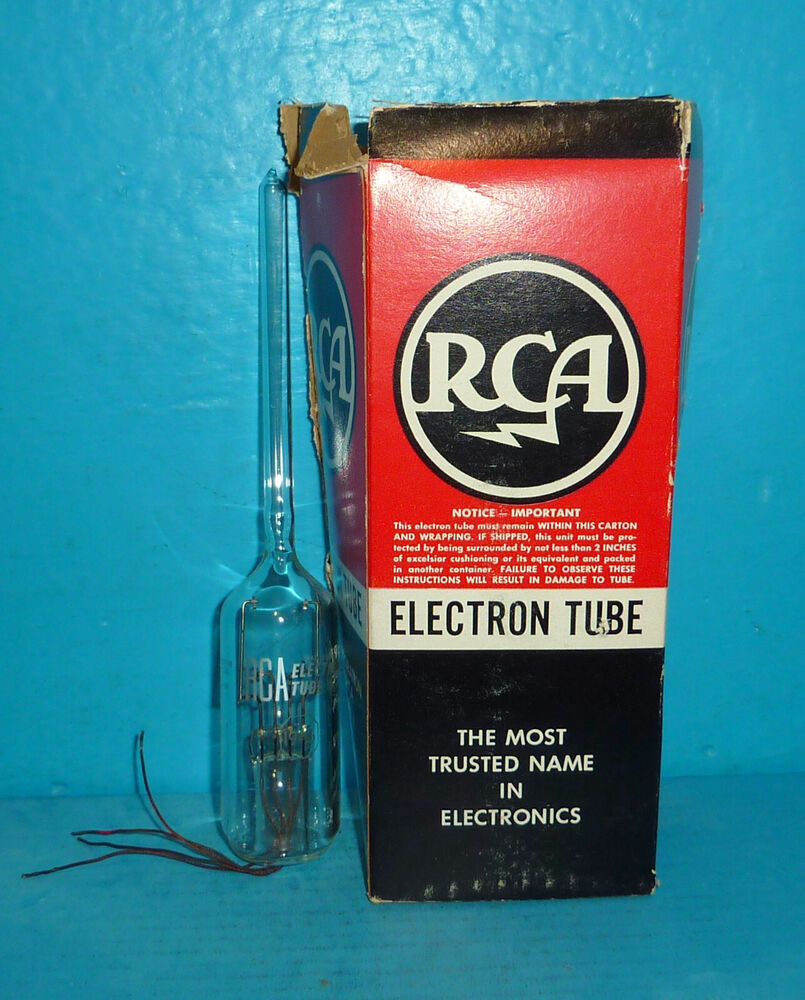 RCA
NOTICE - IMPORTANT
This electron tube must remain WITHIN THIS CARTON
AND WRAPPING. IF SHIPPED, this unit must be pro-
tected by being surrounded by not less than 2 INCHES
of excelsior cushioning or its equivalent and packed
in another container. FAILURE TO OBSERVE THESE
INSTRUCTIONS WILL RESULT IN DAMAGE TO TUBE.
ELECTRON TUBE
THE MOST
TRUSTED NAME
IN
ELECTRONICS
CA
TUBE
RCA ELECT
TUB